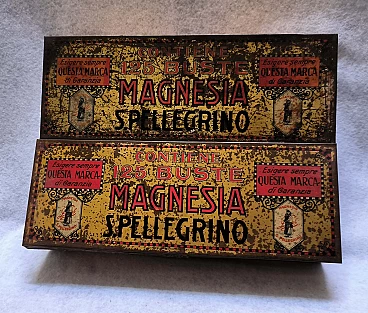 CONTIENE
125 BUSTE
MAGNESIA
S. PELLEGRINO
Esigere sempre
QUESTA MARCA
di Garanzia
Esigere sempre
QUESTA MARCA
di Garanzia
CONTIENE
125 BUSTE
MAGNESIA
S. PELLEGRINO
Esigere sempre
QUESTA MARCA
di Garanzia
Esigere sempre
QUESTA MARCA
di Garanzia